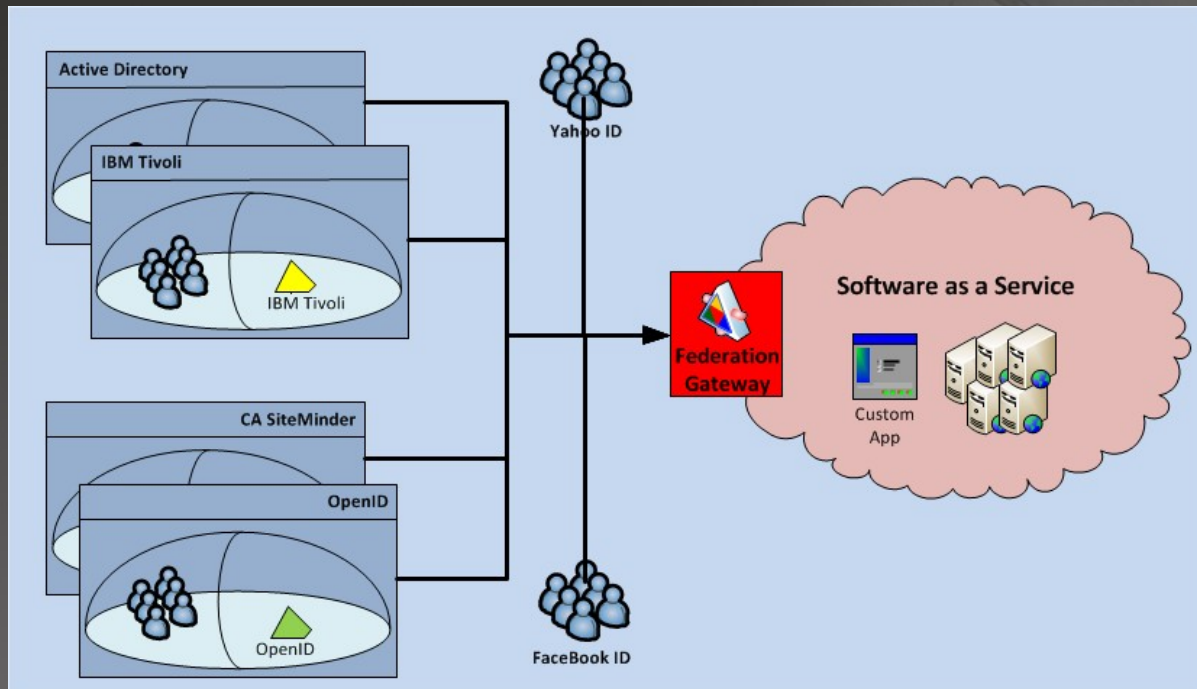 Active Directory
IBM Tivoli
IBM Tivoli
CA SiteMinder
OpenID
OpenID
Yahoo ID
FaceBook ID
Federation
Gateway
Software as a Service
Custom
App